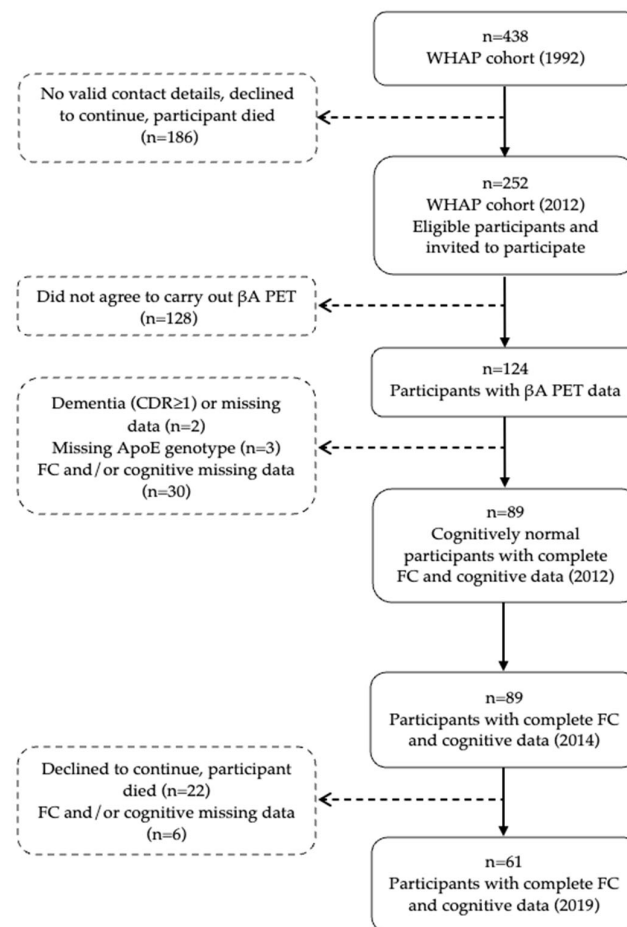 n=438
WHAP cohort (1992)
No valid contact details, declined
to continue, participant died
(n=186)
n=252
WHAP cohort (2012)
Eligible participants and
invited to participate
Did not agree to carry out βA PET
(n=128)
n=124
Participants with βA PET data
Dementia (CDR≥1) or missing
data (n=2)
Missing ApoE genotype (n=3)
FC and/or cognitive missing data
(n=30)
n=89
Cognitively normal
participants with complete
FC and cognitive data (2012)
n=89
Participants with complete FC
and cognitive data (2014)
Declined to continue, participant
died (n=22)
FC and/or cognitive missing data
(n=6)
n=61
Participants with complete FC
and cognitive data (2019)